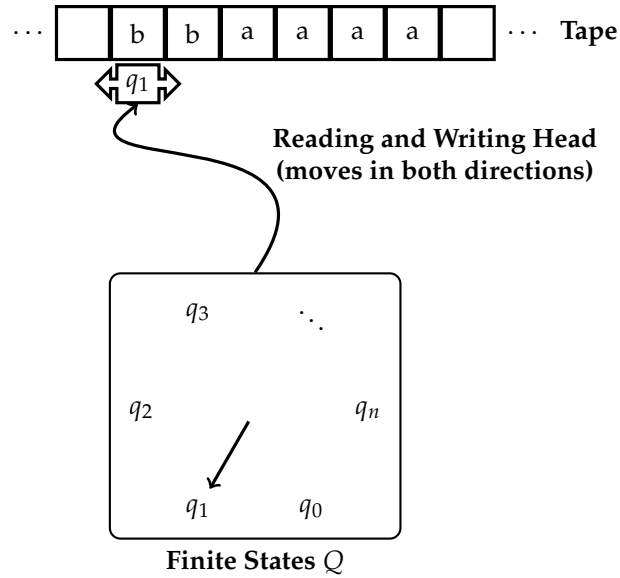 ··· b b a a a a ··· Tape
q₁
Reading and Writing Head
(moves in both directions)
q₃ ⋱
q₂ qₙ
q₁ q₀
Finite States Q